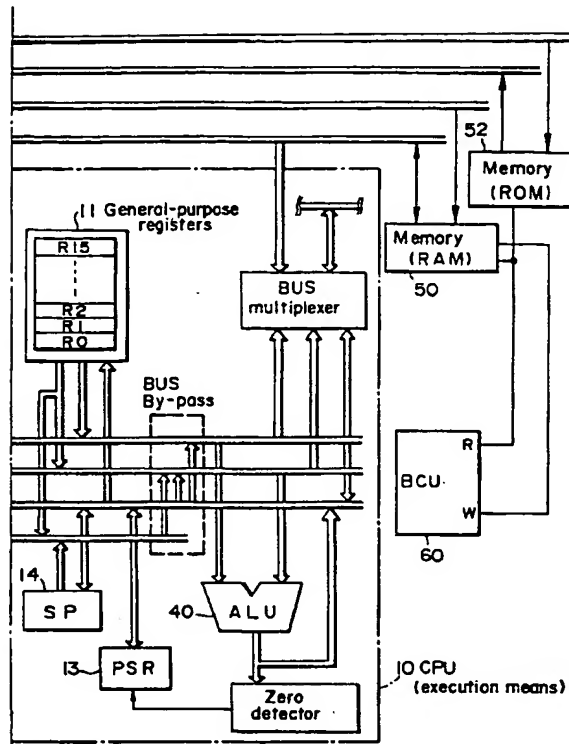 52
Memory
(ROM)
11 General-purpose
registers
R15
R2
R1
R0
BUS
multiplexer
Memory
(RAM)
50
BUS
By-pass
R
BCU
W
60
14
SP
40
ALU
13
PSR
Zero
detector
10 CPU
(execution means)